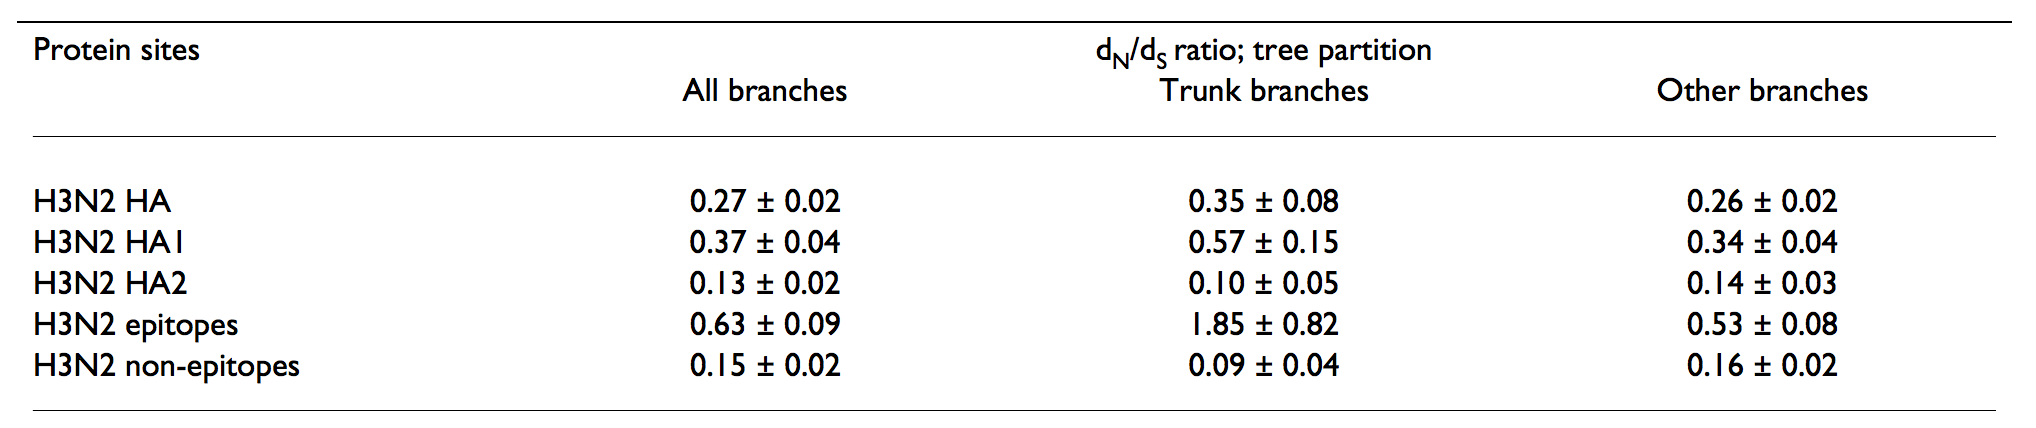 Protein sites dN/dS ratio; tree partition
All branches Trunk branches Other branches
H3N2 HA 0.27 ± 0.02 0.35 ± 0.08 0.26 ± 0.02
H3N2 HA1 0.37 ± 0.04 0.57 ± 0.15 0.34 ± 0.04
H3N2 HA2 0.13 ± 0.02 0.10 ± 0.05 0.14 ± 0.03
H3N2 epitopes 0.63 ± 0.09 1.85 ± 0.82 0.53 ± 0.08
H3N2 non-epitopes 0.15 ± 0.02 0.09 ± 0.04 0.16 ± 0.02